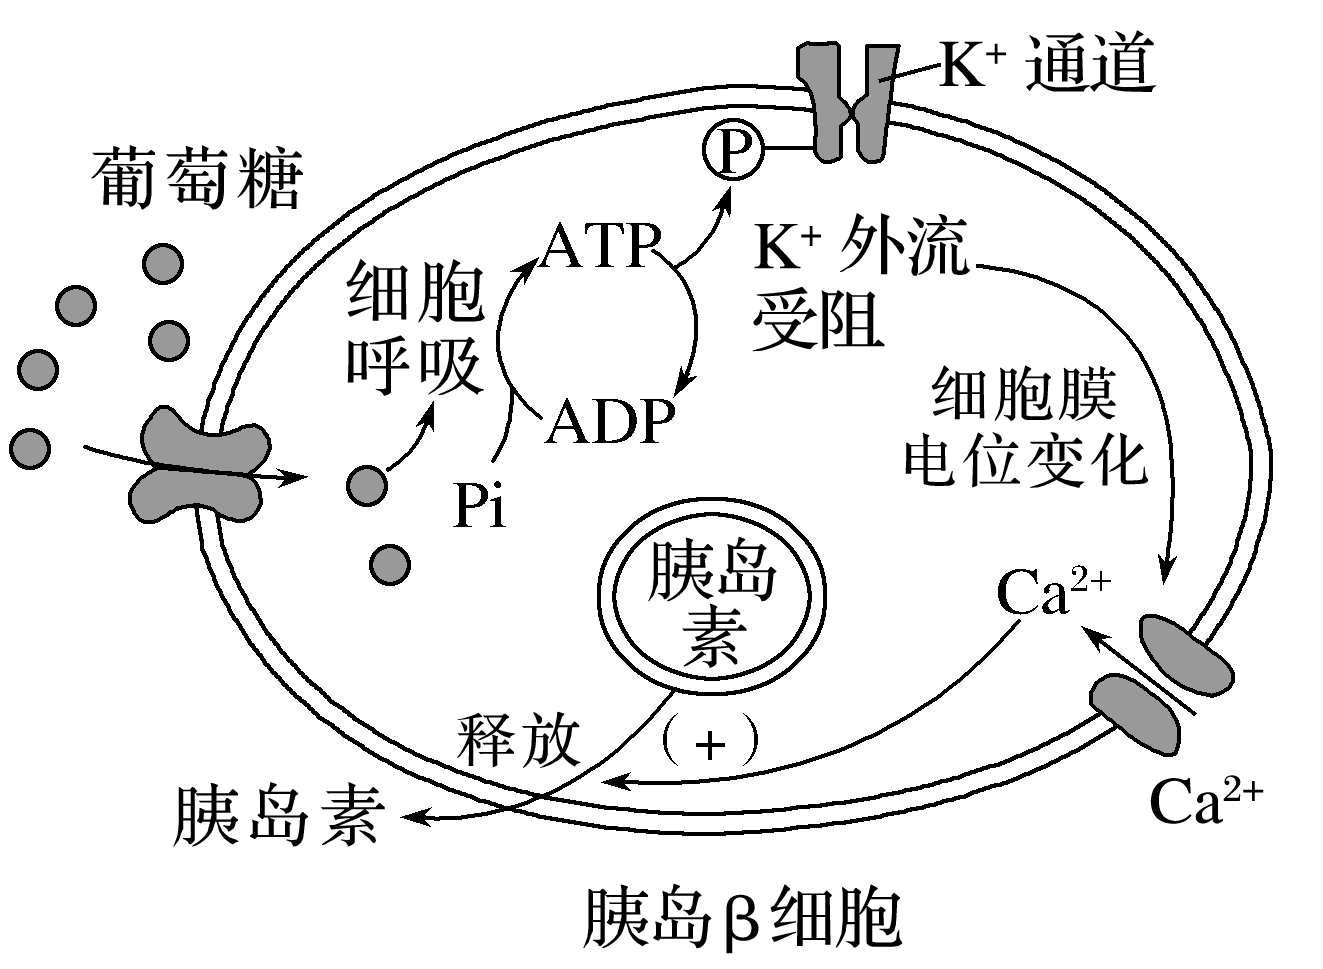 K⁺ 通道
葡萄糖
P
ATP
K⁺ 外流
受阻
细胞
呼吸
ADP
Pi
细胞膜
电位变化
胰岛
素
Ca²⁺
释放
(+)
胰岛素
Ca²⁺
胰岛β细胞